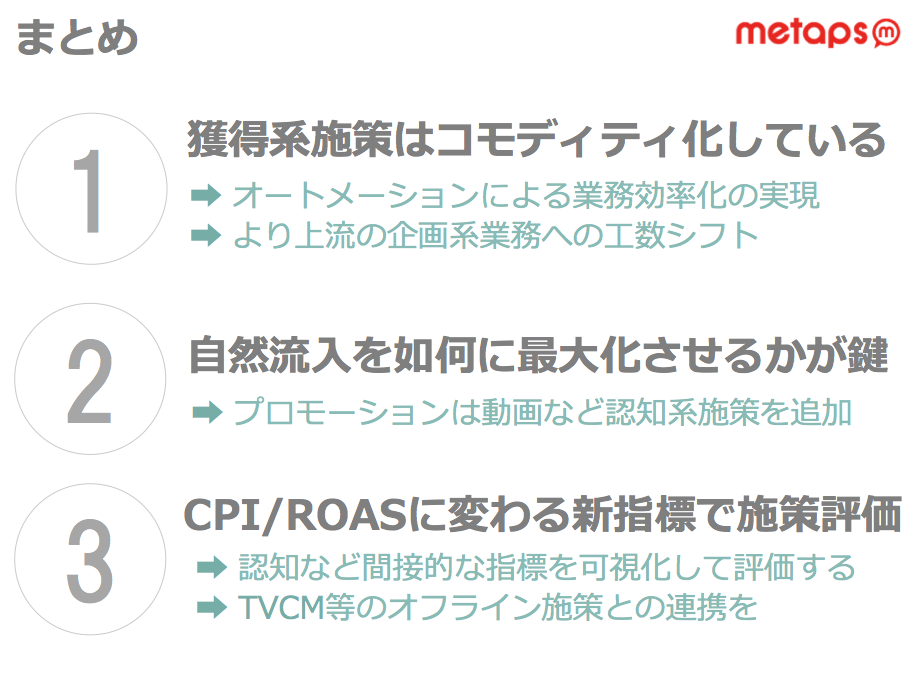 まとめ
metaps
1
獲得系施策はコモディティ化している
➡ オートメーションによる業務効率化の実現
➡ より上流の企画系業務への工数シフト
2
自然流入を如何に最大化させるかが鍵
➡ プロモーションは動画など認知系施策を追加
3
CPI/ROASに変わる新指標で施策評価
➡ 認知など間接的な指標を可視化して評価する
➡ TVCM等のオフライン施策との連携を